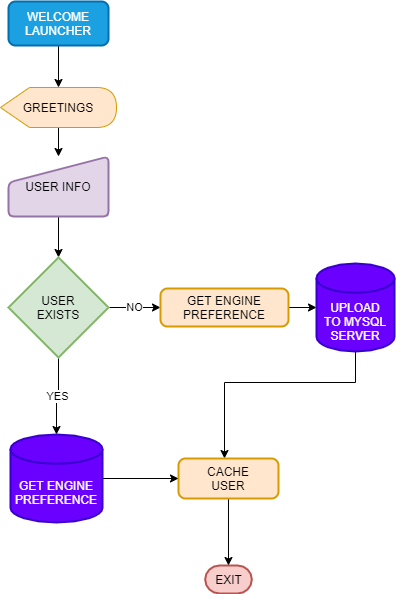 WELCOME
LAUNCHER
GREETINGS
USER INFO
USER
EXISTS
NO
GET ENGINE
PREFERENCE
UPLOAD
TO MYSQL
SERVER
YES
GET ENGINE
PREFERENCE
CACHE
USER
EXIT